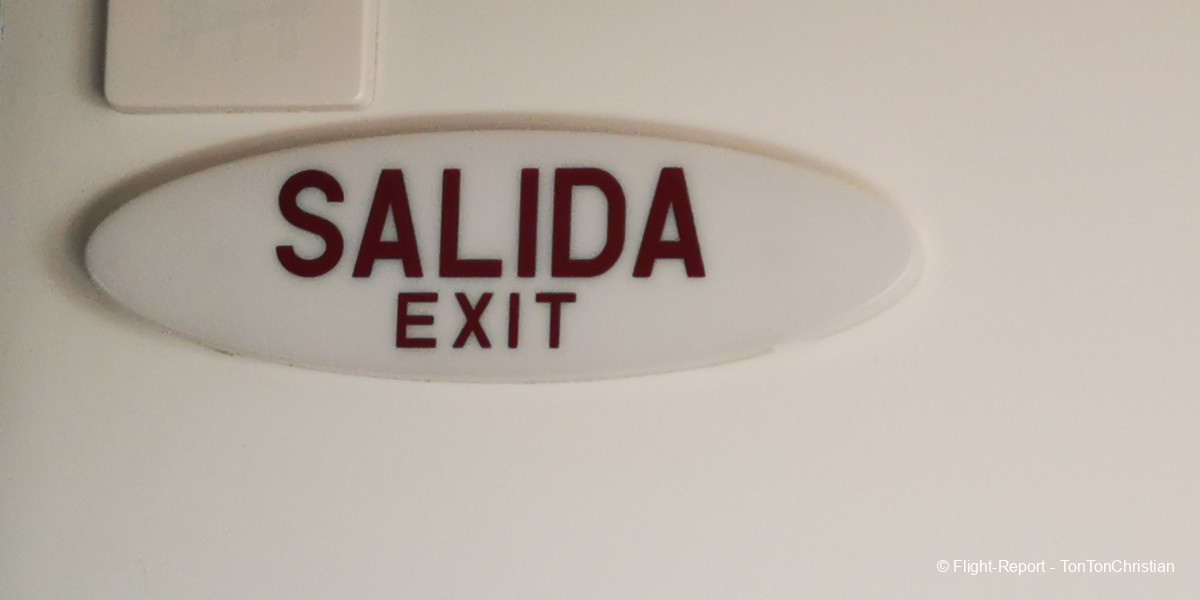 SALIDA
EXIT
© Flight-Report - TonTonChristian